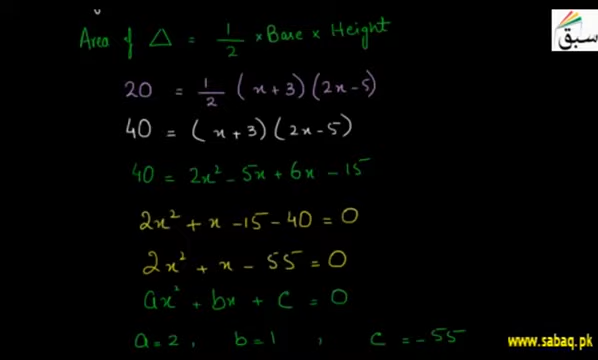 سبق
Area of △ = 1/2 × Base × Height
20 = 1/2 (x+3)(2x-5)
40 = (x+3)(2x-5)
40 = 2x² - 5x + 6x - 15
2x² + x - 15 - 40 = 0
2x² + x - 55 = 0
ax² + bx + c = 0
a=2, b=1, c=-55
www.sabaq.pk